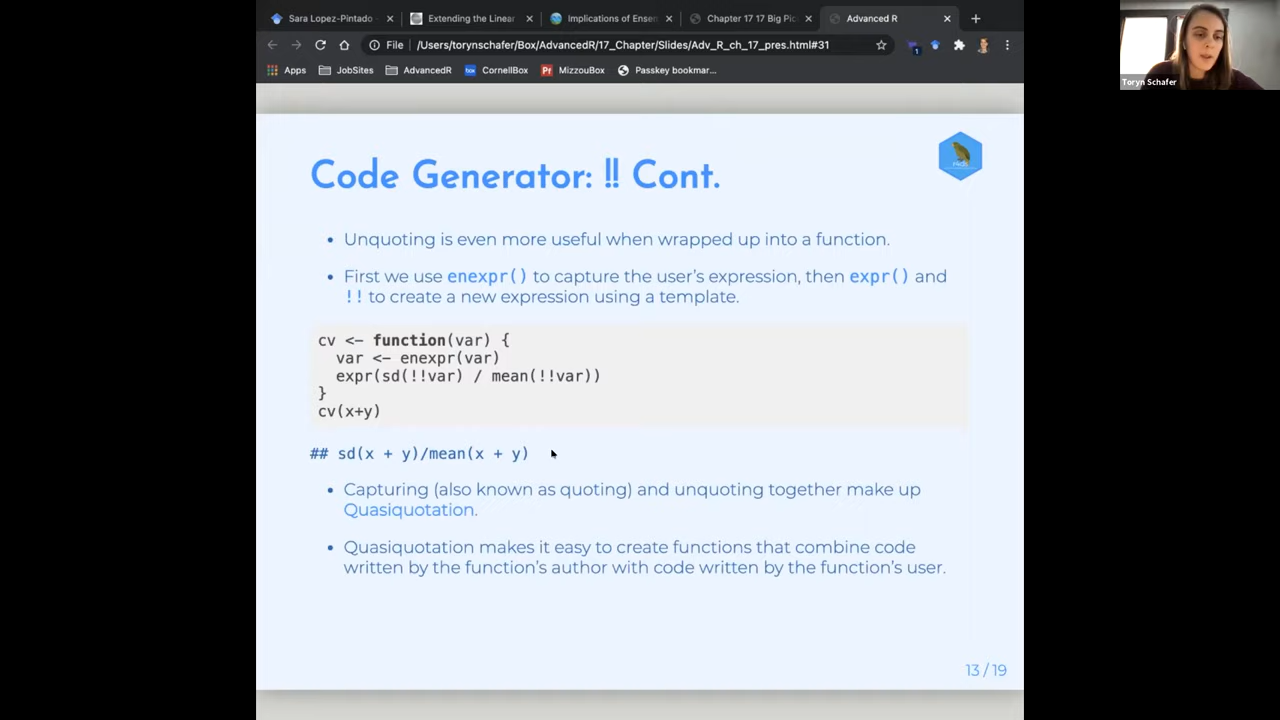 Sara Lopez-Pintado
Extending the Linear
Implications of Ensem
Chapter 17 17 Big Pic
Advanced R
File
/Users/torynschafer/Box/AdvancedR/17_Chapter/Slides/Adv_R_ch_17_pres.html#31
Apps
JobSites
AdvancedR
box
CornellBox
MizzouBox
Passkey bookmar...
Toryn Schafer
Code Generator: !! Cont.
• Unquoting is even more useful when wrapped up into a function.
• First we use enexpr() to capture the user's expression, then expr() and
!! to create a new expression using a template.
cv <- function(var) {
var <- enexpr(var)
expr(sd(!!var) / mean(!!var))
}
cv(x+y)
## sd(x + y)/mean(x + y)
• Capturing (also known as quoting) and unquoting together make up
Quasiquotation.
• Quasiquotation makes it easy to create functions that combine code
written by the function's author with code written by the function's user.
13 / 19